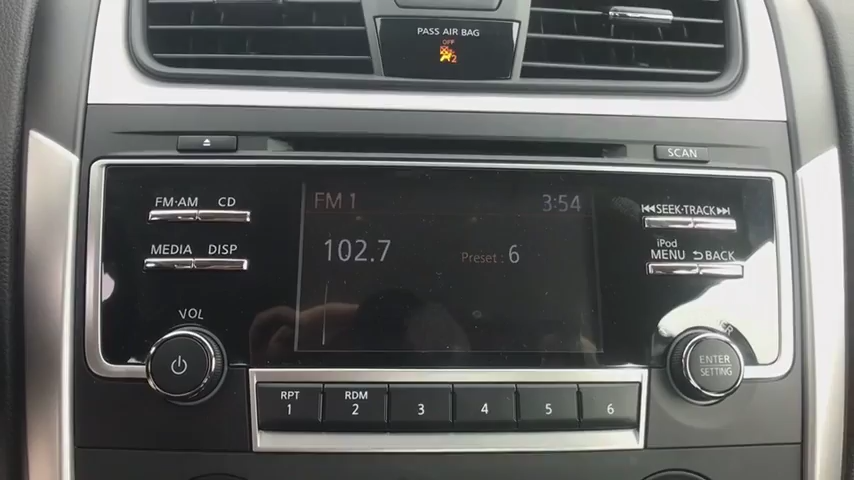 PASS AIR BAG
OFF
2
SCAN
FM·AM CD
FM 1 3:54
SEEK·TRACK
MEDIA DISP
102.7 Preset : 6
iPod
MENU BACK
VOL
ENTER
SETTING
RPT
1
RDM
2
3
4
5
6